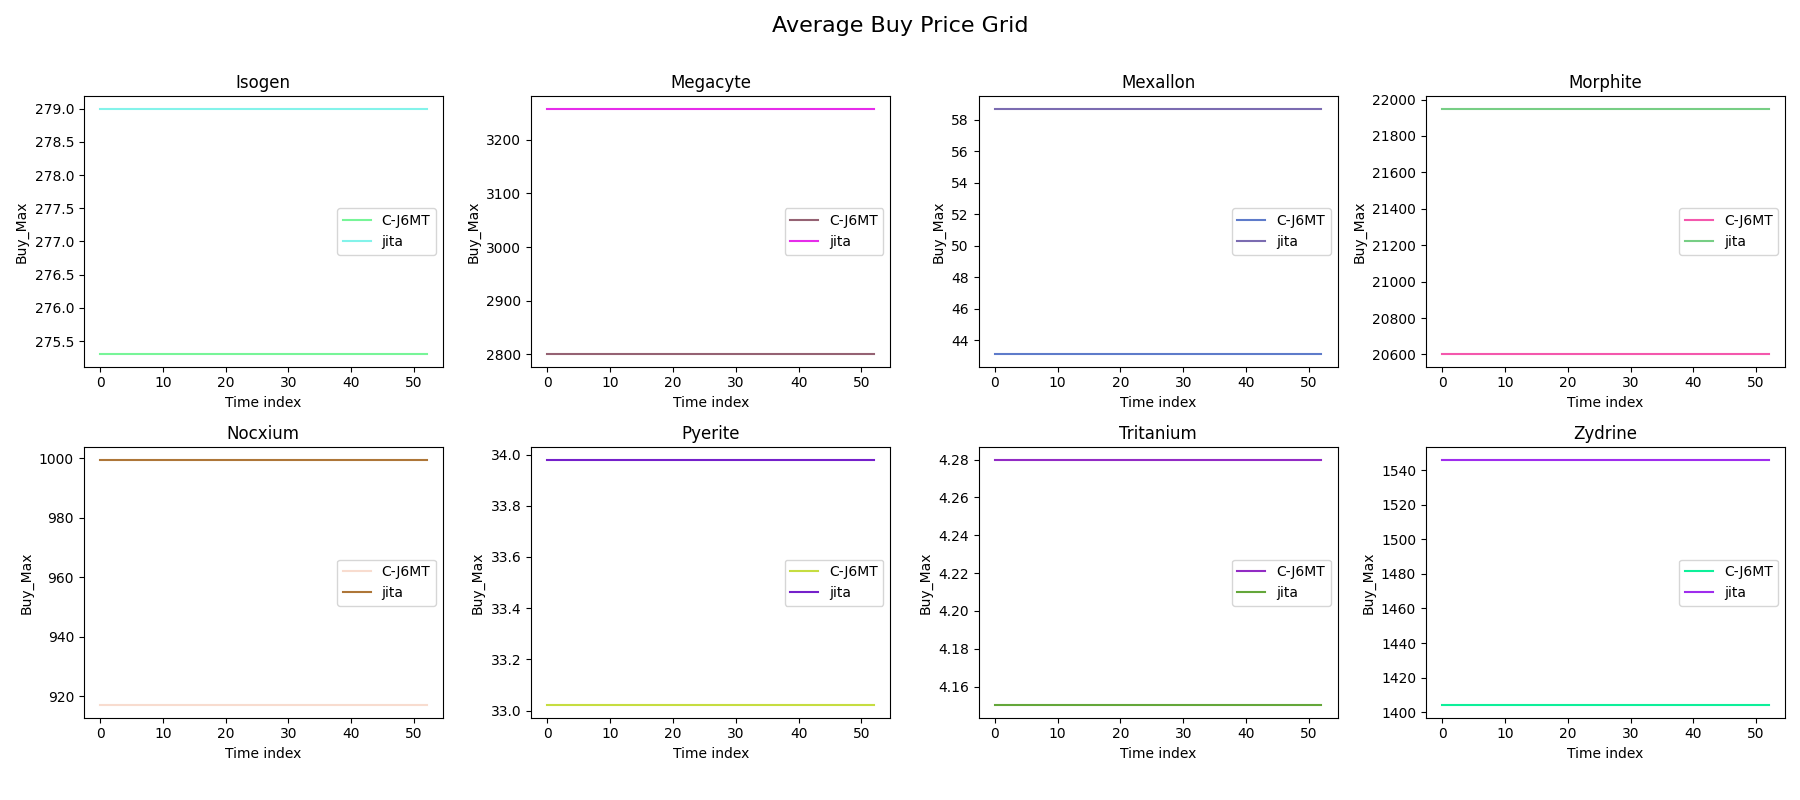 Average Buy Price Grid
Isogen
279.0
278.5
278.0
277.5
277.0
276.5
276.0
275.5
Buy_Max
C-J6MT
jita
0 10 20 30 40 50
Time index
Megacyte
3200
3100
3000
2900
2800
Buy_Max
C-J6MT
jita
0 10 20 30 40 50
Time index
Mexallon
58
56
54
52
50
48
46
44
Buy_Max
C-J6MT
jita
0 10 20 30 40 50
Time index
Morphite
22000
21800
21600
21400
21200
21000
20800
20600
Buy_Max
C-J6MT
jita
0 10 20 30 40 50
Time index
Nocxium
1000
980
960
940
920
Buy_Max
C-J6MT
jita
0 10 20 30 40 50
Time index
Pyerite
34.0
33.8
33.6
33.4
33.2
33.0
Buy_Max
C-J6MT
jita
0 10 20 30 40 50
Time index
Tritanium
4.28
4.26
4.24
4.22
4.20
4.18
4.16
Buy_Max
C-J6MT
jita
0 10 20 30 40 50
Time index
Zydrine
1540
1520
1500
1480
1460
1440
1420
1400
Buy_Max
C-J6MT
jita
0 10 20 30 40 50
Time index